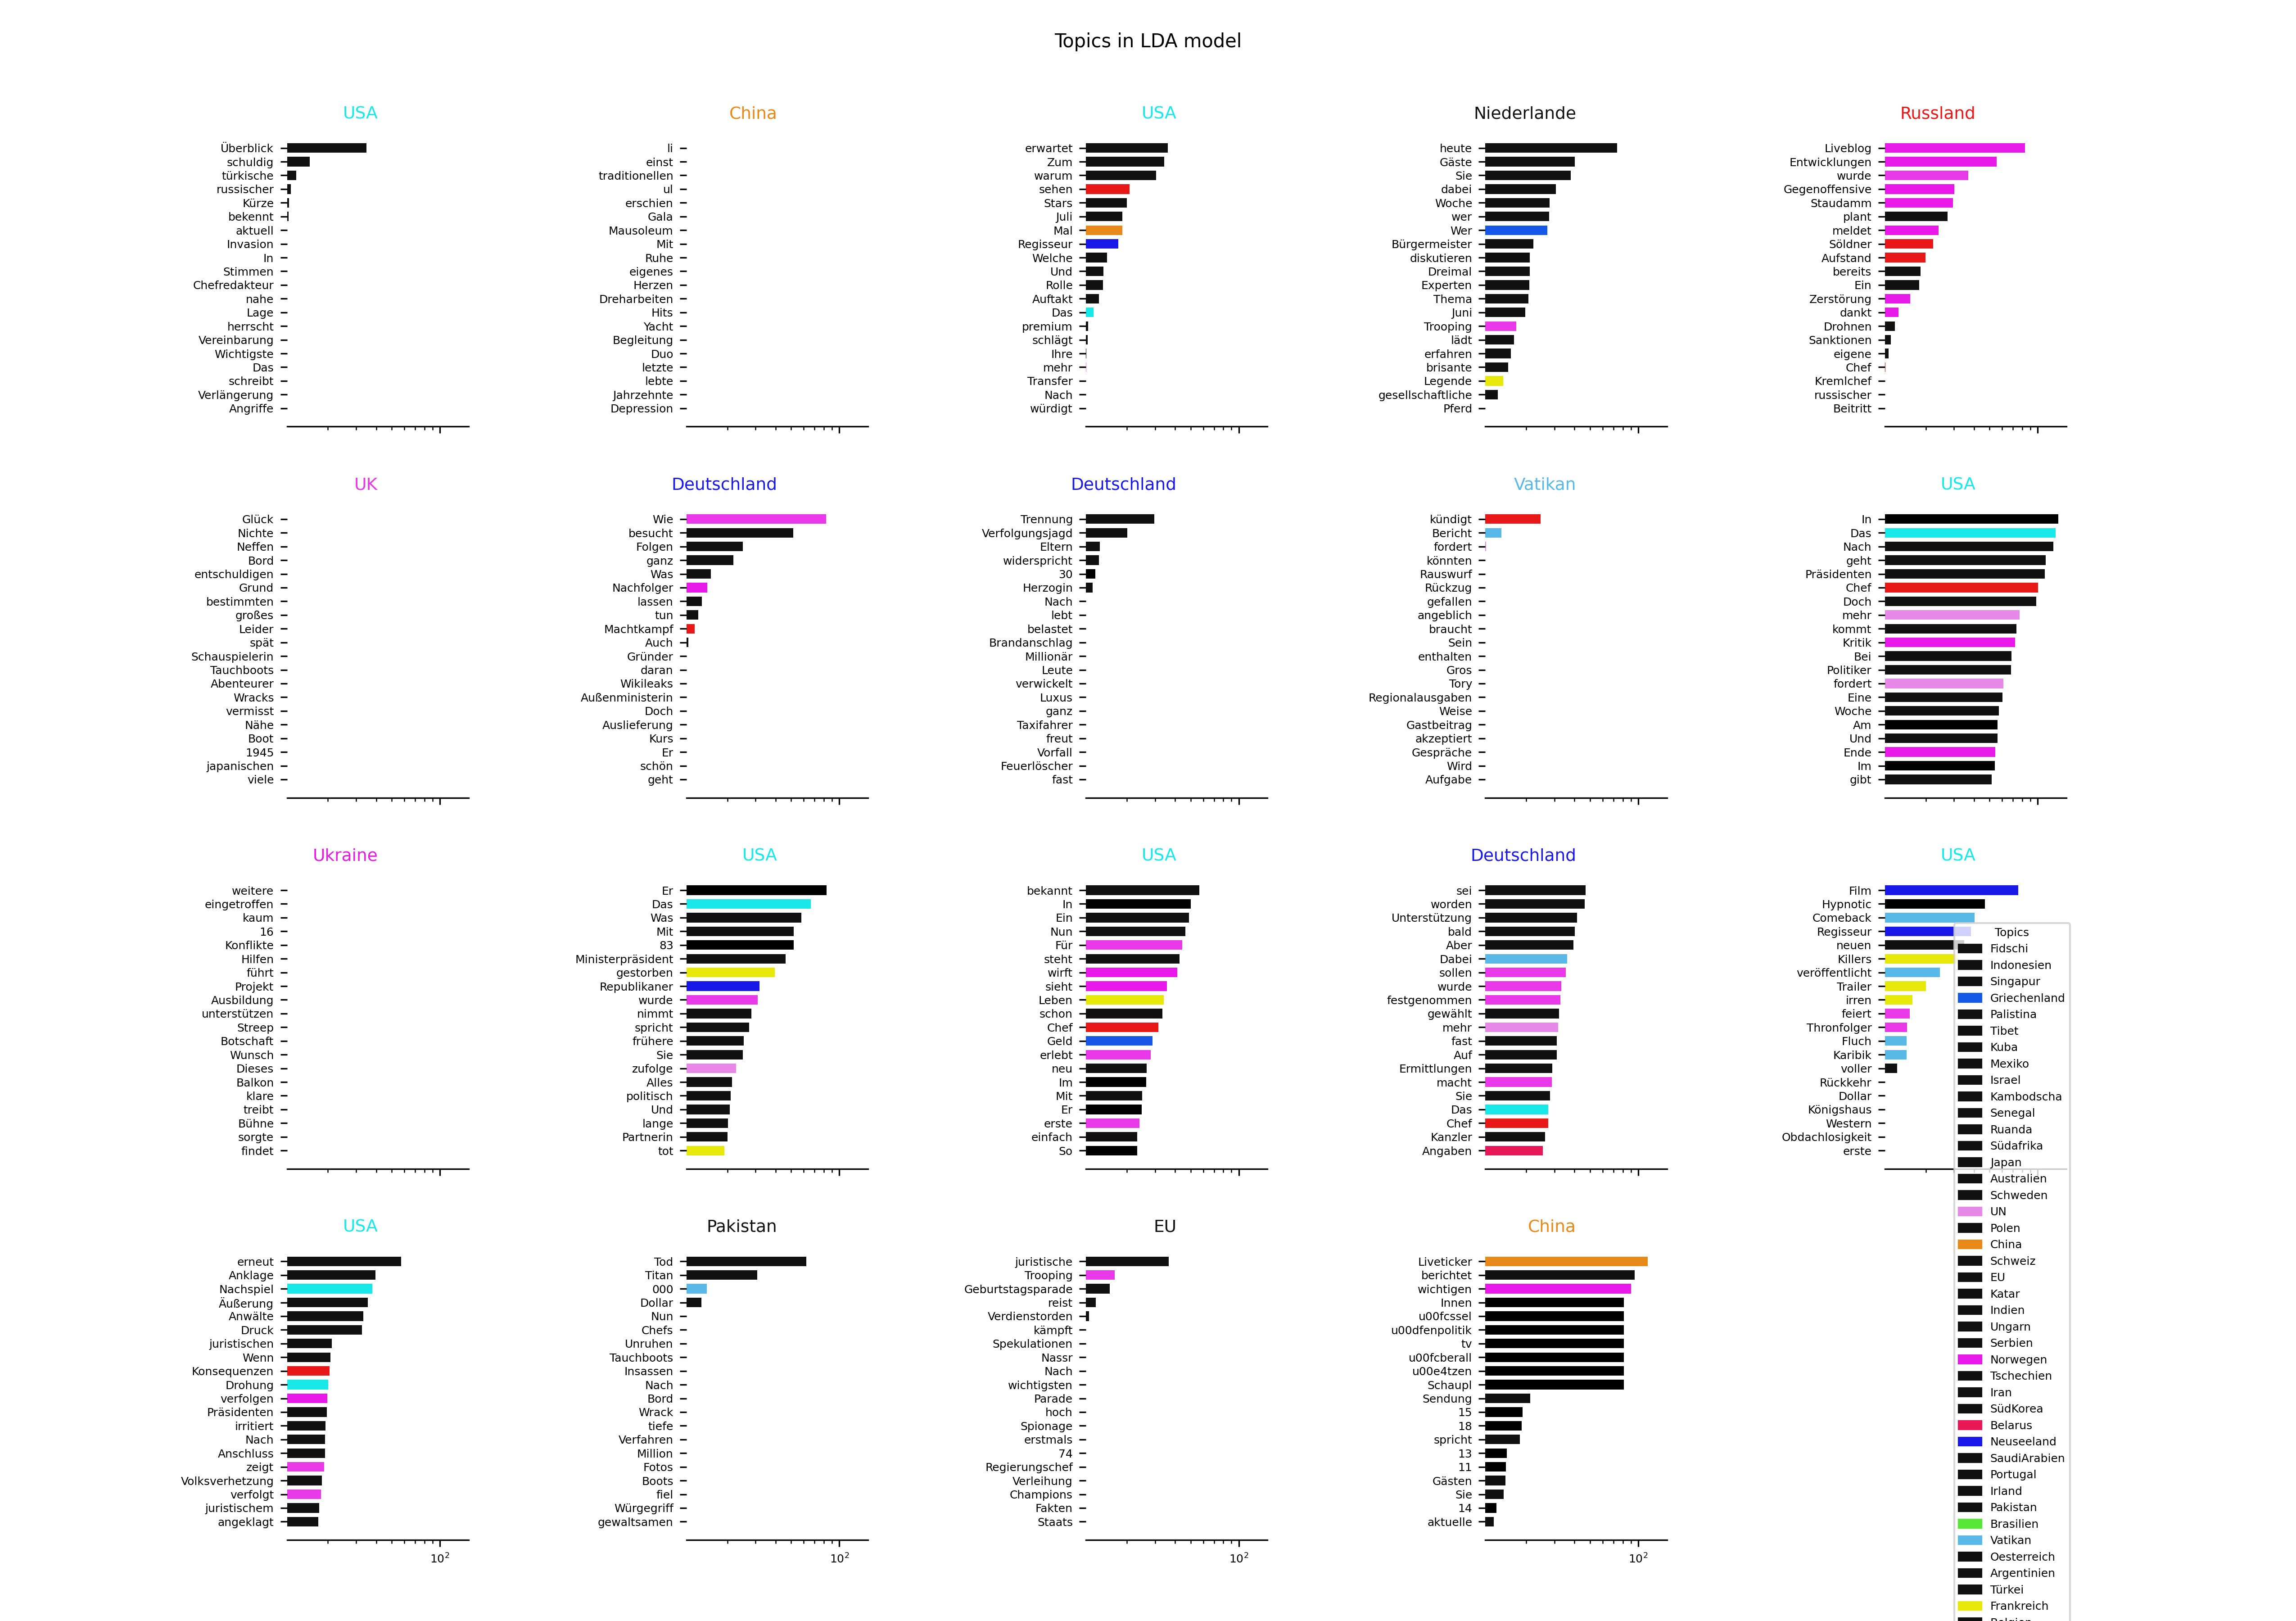 Topics in LDA model
USA
Überblick
schuldig
türkische
russischer
Kürze
bekennt
aktuell
Invasion
In
Stimmen
Chefredakteur
nahe
Lage
herrscht
Vereinbarung
Wichtigste
Das
schreibt
Verlängerung
Angriffe
China
li
einst
traditionellen
ul
erschien
Gala
Mausoleum
Mit
Ruhe
eigenes
Herzen
Dreharbeiten
Hits
Yacht
Begleitung
Duo
letzte
lebte
Jahrzehnte
Depression
USA
erwartet
Zum
warum
sehen
Stars
Juli
Mal
Regisseur
Welche
Und
Rolle
Auftakt
Das
premium
schlägt
Ihre
mehr
Transfer
Nach
würdigt
Niederlande
heute
Gäste
Sie
dabei
Woche
wer
Wer
Bürgermeister
diskutieren
Dreimal
Experten
Thema
Juni
Trooping
lädt
erfahren
brisante
Legende
gesellschaftliche
Pferd
Russland
Liveblog
Entwicklungen
wurde
Gegenoffensive
Staudamm
plant
meldet
Söldner
Aufstand
bereits
Ein
Zerstörung
dankt
Drohnen
Sanktionen
eigene
Chef
Kremlchef
russischer
Beitritt
UK
Glück
Nichte
Neffen
Bord
entschuldigen
Grund
bestimmten
großes
Leider
spät
Schauspielerin
Tauchboots
Abenteurer
Wracks
vermisst
Nähe
Boot
1945
japanischen
viele
Deutschland
Wie
besucht
Folgen
ganz
Was
Nachfolger
lassen
tun
Machtkampf
Auch
Gründer
daran
Wikileaks
Außenministerin
Doch
Auslieferung
Kurs
Er
schön
geht
Deutschland
Trennung
Verfolgungsjagd
Eltern
widerspricht
30
Herzogin
Nach
lebt
belastet
Brandanschlag
Millionär
Leute
verwickelt
Luxus
ganz
Taxifahrer
freut
Vorfall
Feuerlöscher
fast
Vatikan
kündigt
Bericht
fordert
könnten
Rauswurf
Rückzug
gefallen
angeblich
braucht
Sein
enthalten
Gros
Tory
Regionalausgaben
Weise
Gastbeitrag
akzeptiert
Gespräche
Wird
Aufgabe
USA
In
Das
Nach
geht
Präsidenten
Chef
Doch
mehr
kommt
Kritik
Bei
Politiker
fordert
Eine
Woche
Am
Und
Ende
Im
gibt
Ukraine
weitere
eingetroffen
kaum
16
Konflikte
Hilfen
führt
Projekt
Ausbildung
unterstützen
Streep
Botschaft
Wunsch
Dieses
Balkon
klare
treibt
Bühne
sorgte
findet
USA
Er
Das
Was
Mit
83
Ministerpräsident
gestorben
Republikaner
wurde
nimmt
spricht
frühere
Sie
zufolge
Alles
politisch
Und
lange
Partnerin
tot
USA
bekannt
In
Ein
Nun
Für
steht
wirft
sieht
Leben
schon
Chef
Geld
erlebt
neu
Im
Mit
Er
erste
einfach
So
Deutschland
sei
worden
Unterstützung
bald
Aber
Dabei
sollen
wurde
festgenommen
gewählt
mehr
fast
Auf
Ermittlungen
macht
Sie
Das
Chef
Kanzler
Angaben
USA
Film
Hypnotic
Comeback
Regisseur
neuen
Killers
veröffentlicht
Trailer
irren
feiert
Thronfolger
Fluch
Karibik
voller
Rückkehr
Dollar
Königshaus
Western
Obdachlosigkeit
erste
USA
erneut
Anklage
Nachspiel
Äußerung
Anwälte
Druck
juristischen
Wenn
Konsequenzen
Drohung
verfolgen
Präsidenten
irritiert
Nach
Anschluss
zeigt
Volksverhetzung
verfolgt
juristischem
angeklagt
10²
Pakistan
Tod
Titan
000
Dollar
Nun
Chefs
Unruhen
Tauchboots
Insassen
Nach
Bord
Wrack
tiefe
Verfahren
Million
Fotos
Boots
fiel
Würgegriff
gewaltsamen
10²
EU
juristische
Trooping
Geburtstagsparade
reist
Verdienstorden
kämpft
Spekulationen
Nassr
Nach
wichtigsten
Parade
hoch
Spionage
erstmals
74
Regierungschef
Verleihung
Champions
Fakten
Staats
10²
China
Liveticker
berichtet
wichtigen
Innen
u00fcssel
u00dfenpolitik
tv
u00fcberall
u00e4tzen
Schaupl
Sendung
15
18
spricht
13
11
Gästen
Sie
14
aktuelle
10²
Topics
Fidschi
Indonesien
Singapur
Griechenland
Palistina
Tibet
Kuba
Mexiko
Israel
Kambodscha
Senegal
Ruanda
Südafrika
Japan
Australien
Schweden
UN
Polen
China
Schweiz
EU
Katar
Indien
Ungarn
Serbien
Norwegen
Tschechien
Iran
SüdKorea
Belarus
Neuseeland
SaudiArabien
Portugal
Irland
Pakistan
Brasilien
Vatikan
Oesterreich
Argentinien
Türkei
Frankreich